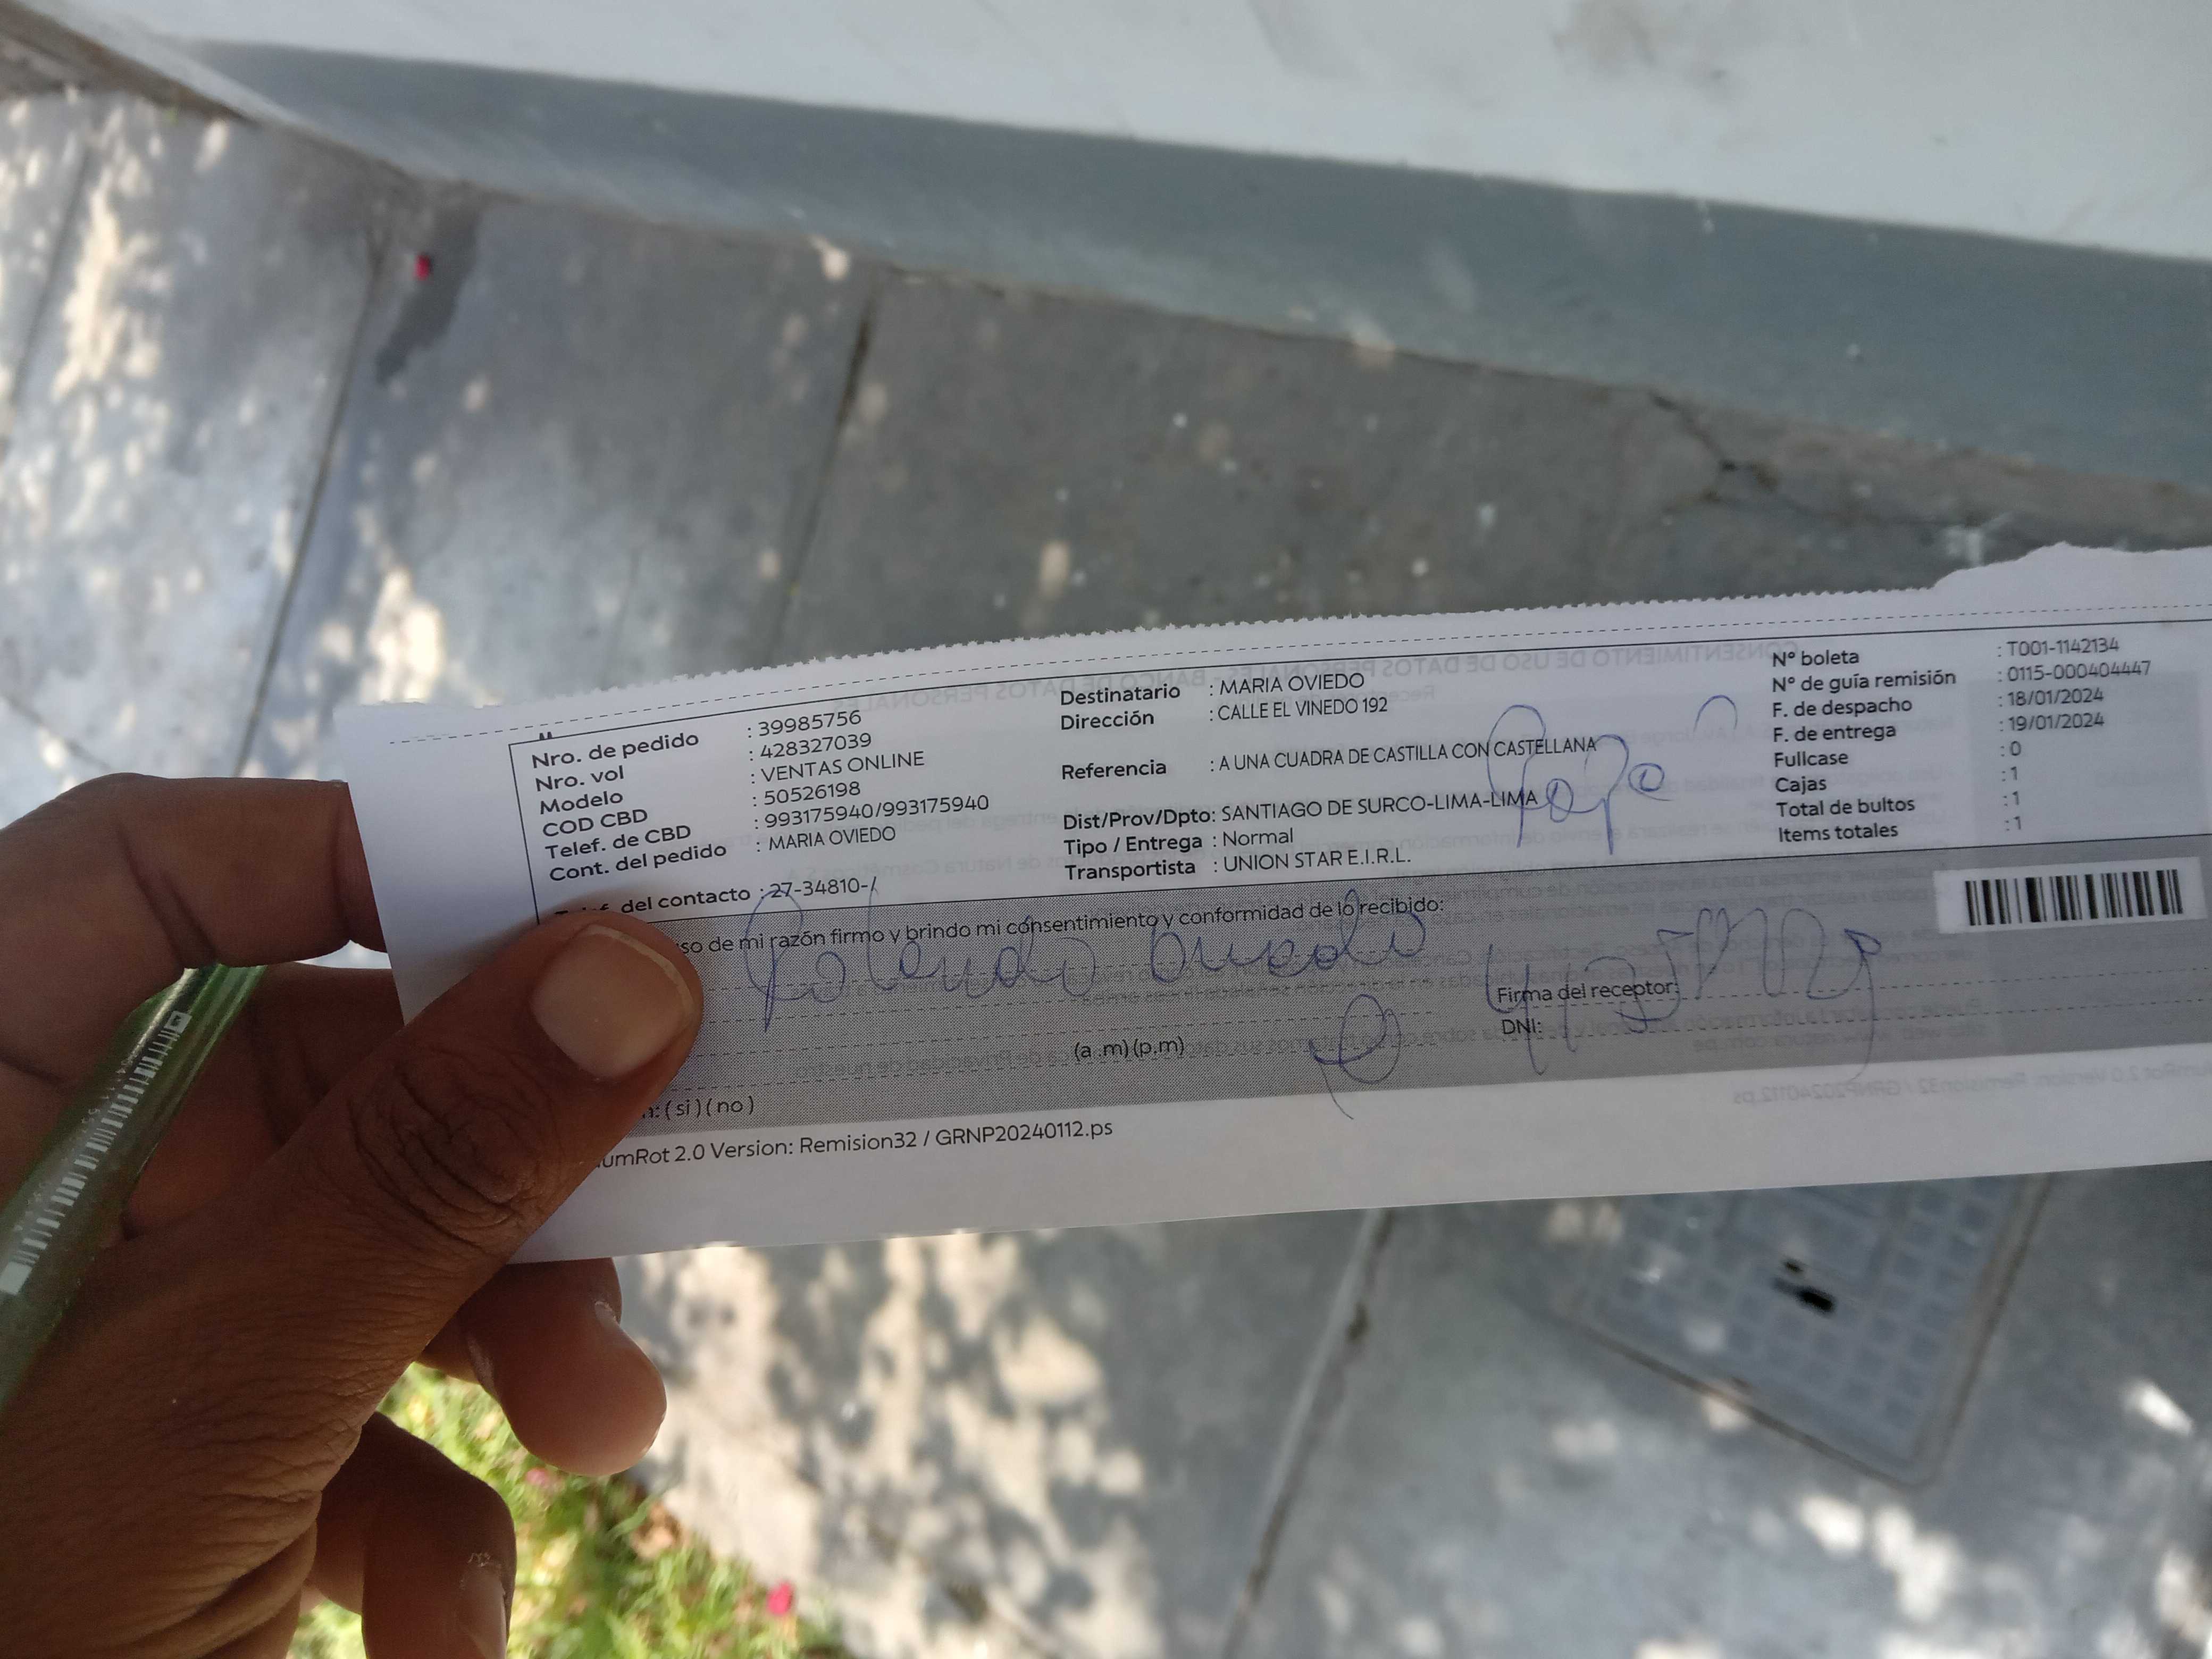 Nro. de pedido : 39985756
Nro. vol : 428327039
Modelo : VENTAS ONLINE
COD CBD : 50526198
Telef. de CBD : 993175940/993175940
Cont. del pedido : MARIA OVIEDO
del contacto : 27-34810-/
Destinatario : MARIA OVIEDO
Dirección : CALLE EL VINEDO 192
Referencia : A UNA CUADRA DE CASTILLA CON CASTELLANA
Dist/Prov/Dpto: SANTIAGO DE SURCO-LIMA-LIMA
Tipo / Entrega : Normal
Transportista : UNION STAR E.I.R.L.
N° boleta : T001-1142134
N° de guía remisión : 0115-000404447
F. de despacho : 18/01/2024
F. de entrega : 19/01/2024
Fullcase : 0
Cajas : 1
Total de bultos : 1
Items totales : 1
Papa
de mi razón firmo y brindo mi consentimiento y conformidad de lo recibido:
Rolando Oviedo
Firma del receptor:
DNI:
(a .m) (p.m)
( si ) ( no )
2.0 Version: Remision32 / GRNP20240112.ps